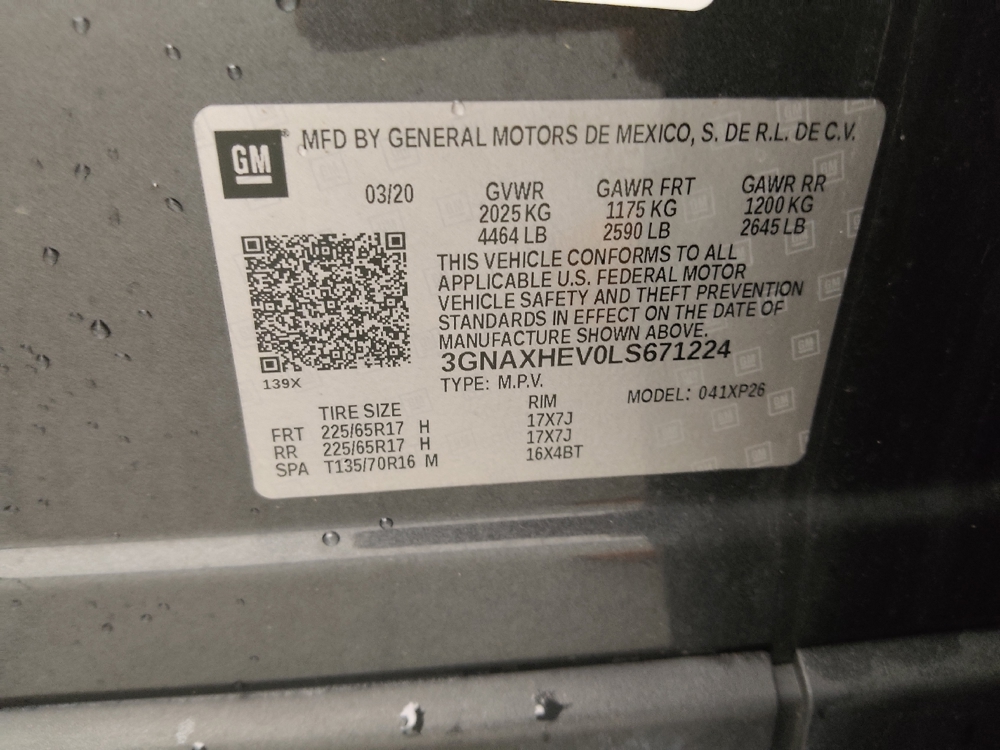 GM® MFD BY GENERAL MOTORS DE MEXICO, S. DE R.L. DE C.V.
03/20 GVWR GAWR FRT GAWR RR
2025 KG 1175 KG 1200 KG
4464 LB 2590 LB 2645 LB
THIS VEHICLE CONFORMS TO ALL
APPLICABLE U.S. FEDERAL MOTOR
VEHICLE SAFETY AND THEFT PREVENTION
STANDARDS IN EFFECT ON THE DATE OF
MANUFACTURE SHOWN ABOVE.
3GNAXHEV0LS671224
139X
TYPE: M.P.V. MODEL: 041XP26
TIRE SIZE RIM
FRT 225/65R17 H 17X7J
RR 225/65R17 H 17X7J
SPA T135/70R16 M 16X4BT